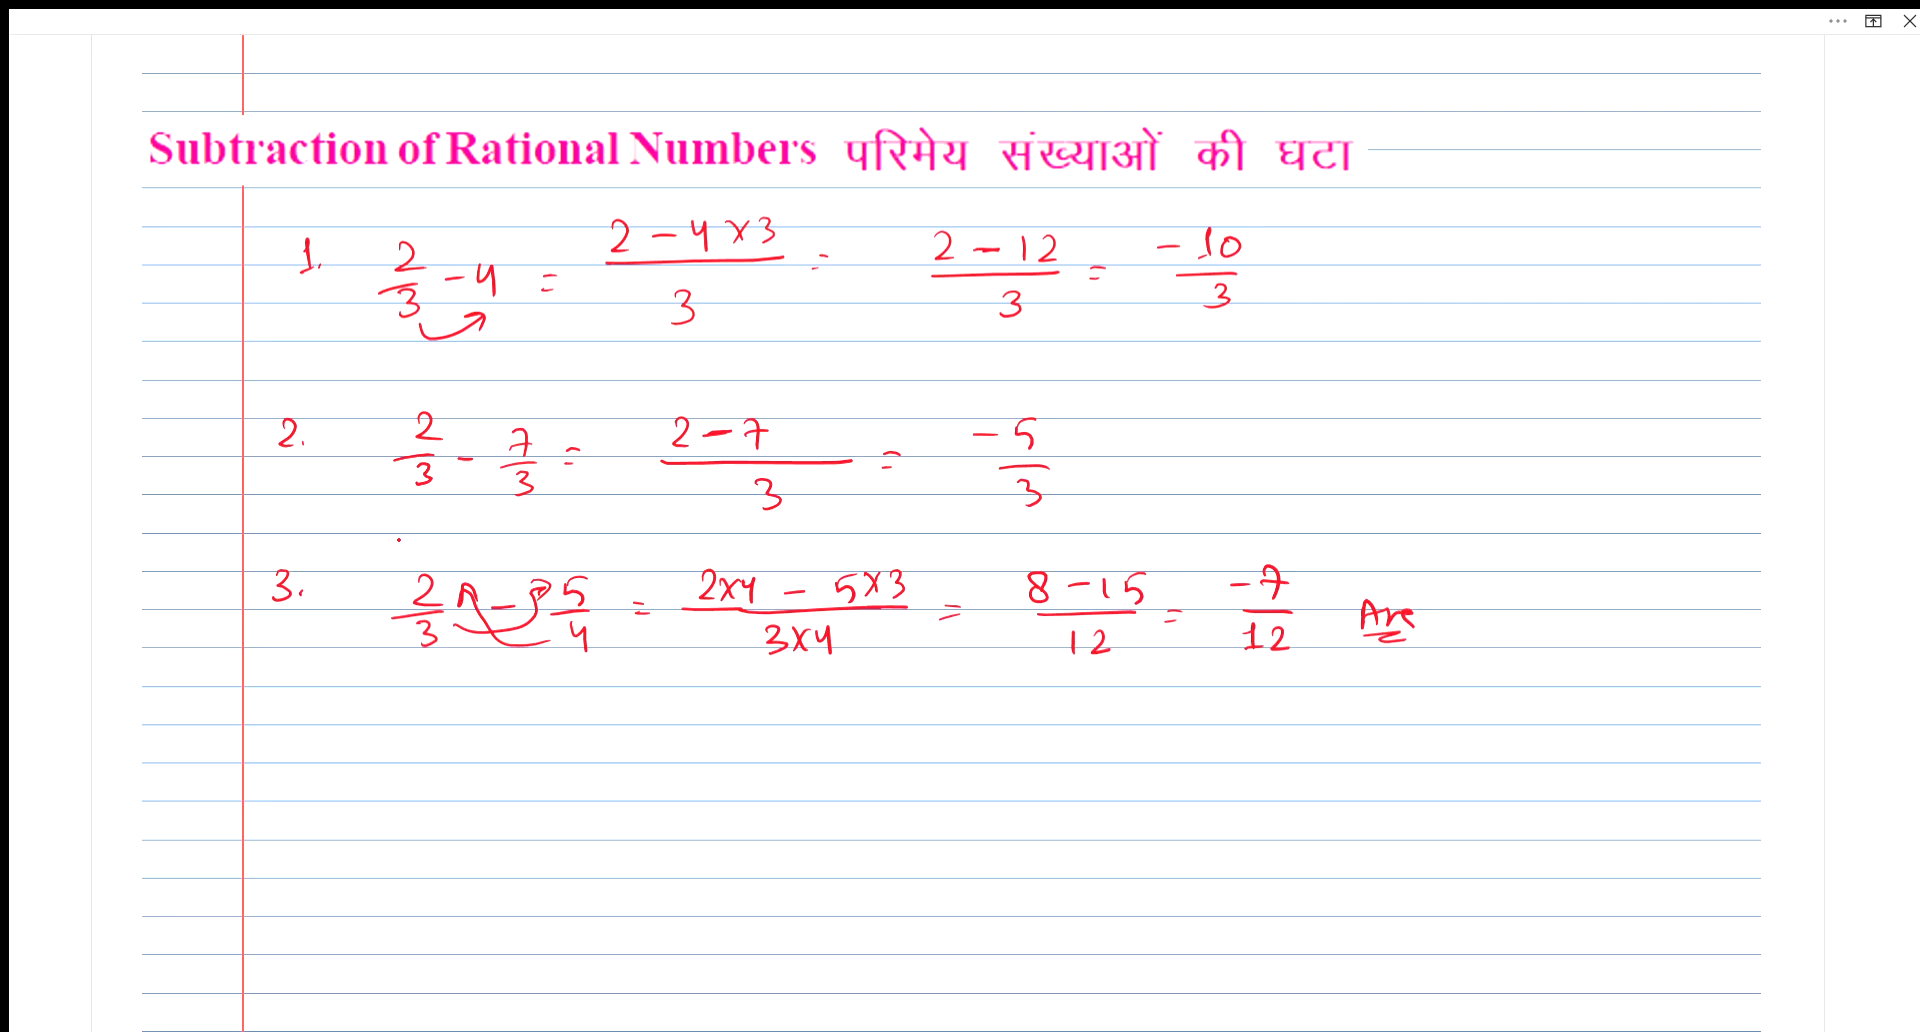 Subtraction of Rational Numbers परिमेय संख्याओं की घटा
1. 2/3 - 4 = (2 - 4 × 3)/3 = (2 - 12)/3 = -10/3
2. 2/3 - 7/3 = (2 - 7)/3 = -5/3
3. 2/3 - 5/4 = (2×4 - 5×3)/(3×4) = (8 - 15)/12 = -7/12